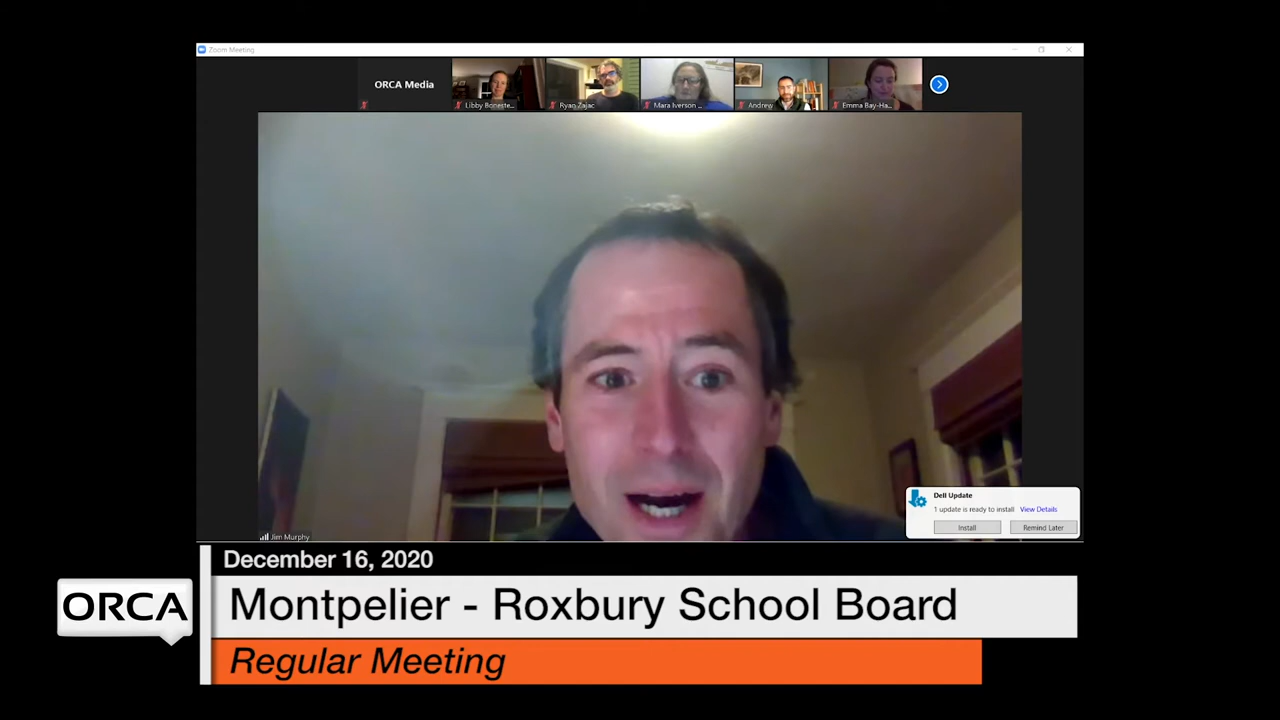 Zoom Meeting
ORCA Media
Libby Boneste...
Ryan Zajac
Mara Iverson ...
Andrew
Emma Bay-Ha...
Dell Update
1 update is ready to install View Details
Install Remind Later
Jim Murphy
December 16, 2020
Montpelier - Roxbury School Board
ORCA
Regular Meeting